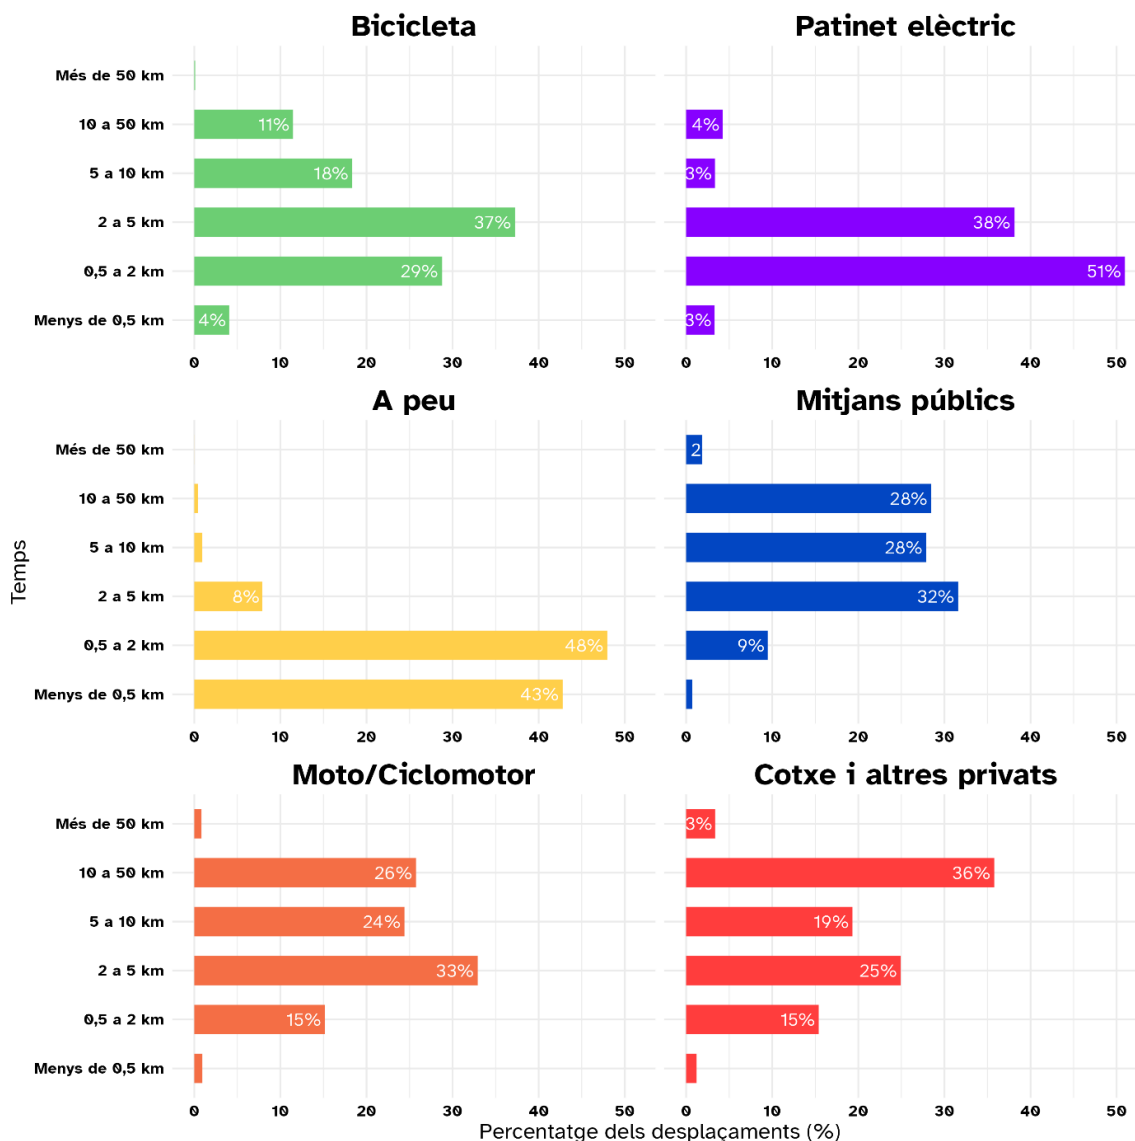 Bicicleta Patinet elèctric
Més de 50 km
10 a 50 km 11% 4%
5 a 10 km 18% 3%
2 a 5 km 37% 38%
0,5 a 2 km 29% 51%
Menys de 0,5 km 4% 3%
0 10 20 30 40 50 0 10 20 30 40 50
A peu Mitjans públics
Més de 50 km 2
10 a 50 km 28%
5 a 10 km 28%
2 a 5 km 8% 32%
0,5 a 2 km 48% 9%
Menys de 0,5 km 43%
0 10 20 30 40 50 0 10 20 30 40 50
Temps
Moto/Ciclomotor Cotxe i altres privats
Més de 50 km 3%
10 a 50 km 26% 36%
5 a 10 km 24% 19%
2 a 5 km 33% 25%
0,5 a 2 km 15% 15%
Menys de 0,5 km
0 10 20 30 40 50 0 10 20 30 40 50
Percentatge dels desplaçaments (%)